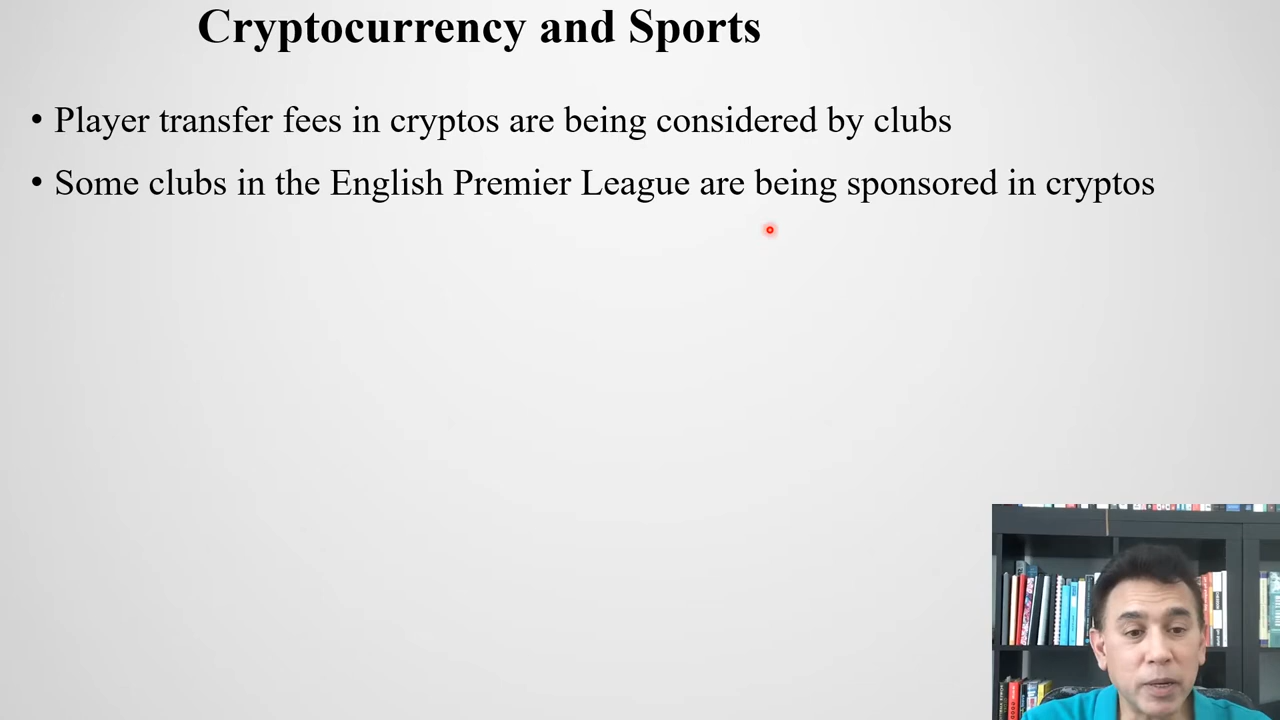 Cryptocurrency and Sports
• Player transfer fees in cryptos are being considered by clubs
• Some clubs in the English Premier League are being sponsored in cryptos